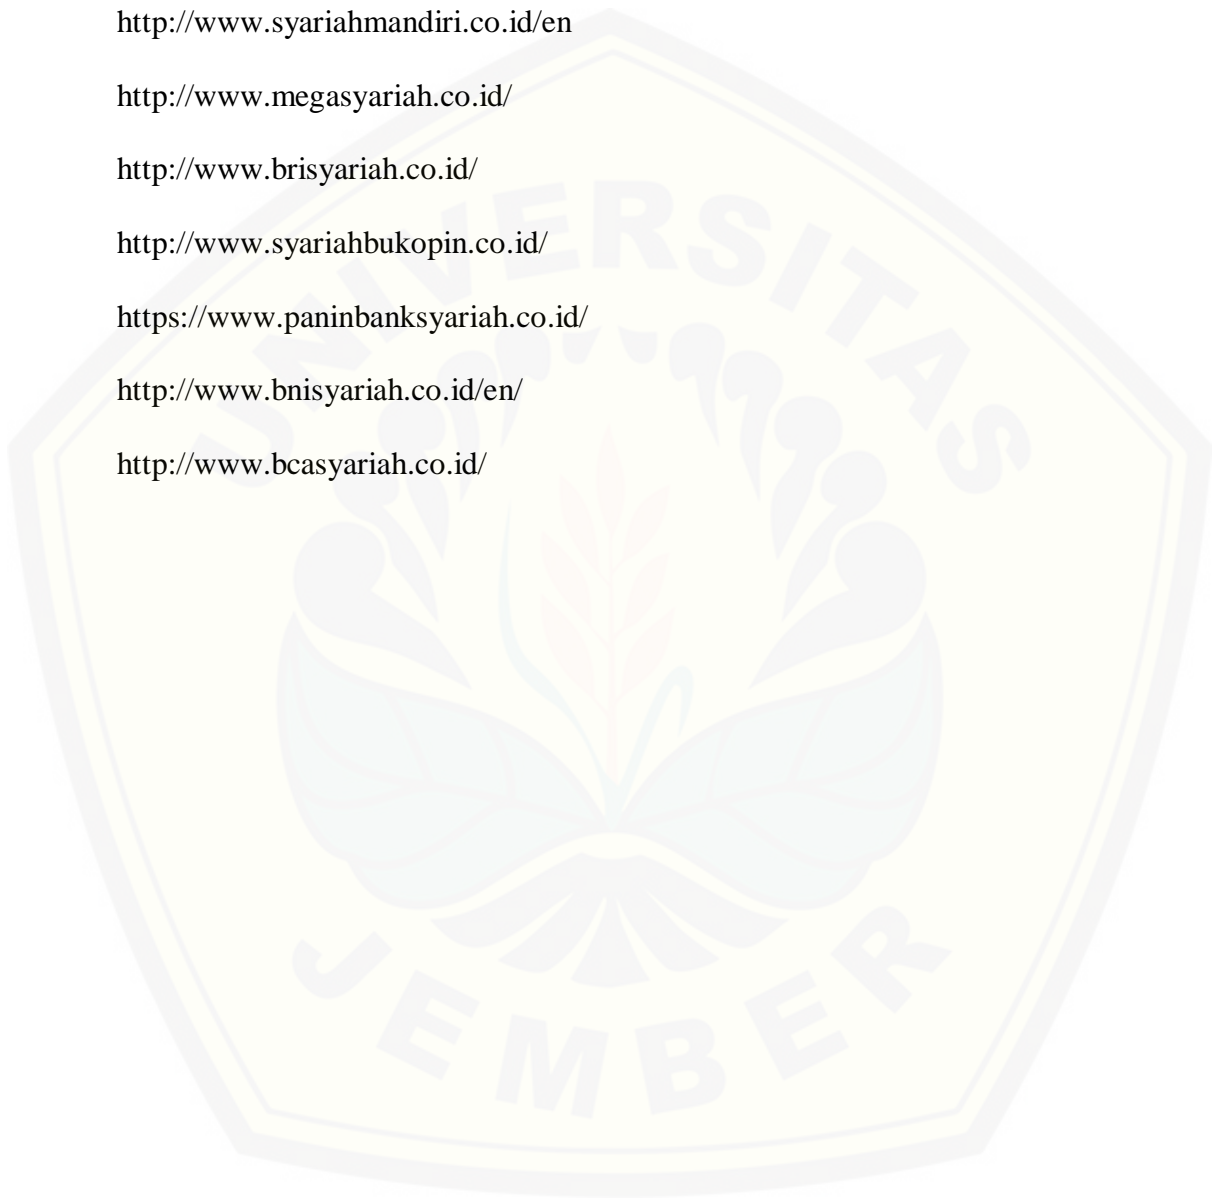 http://www.syariahmandiri.co.id/en
http://www.megasyariah.co.id/
http://www.brisyariah.co.id/
http://www.syariahbukopin.co.id/
https://www.paninbanksyariah.co.id/
http://www.bnisyariah.co.id/en/
http://www.bcasyariah.co.id/
UNIVERSITAS
JEMBER